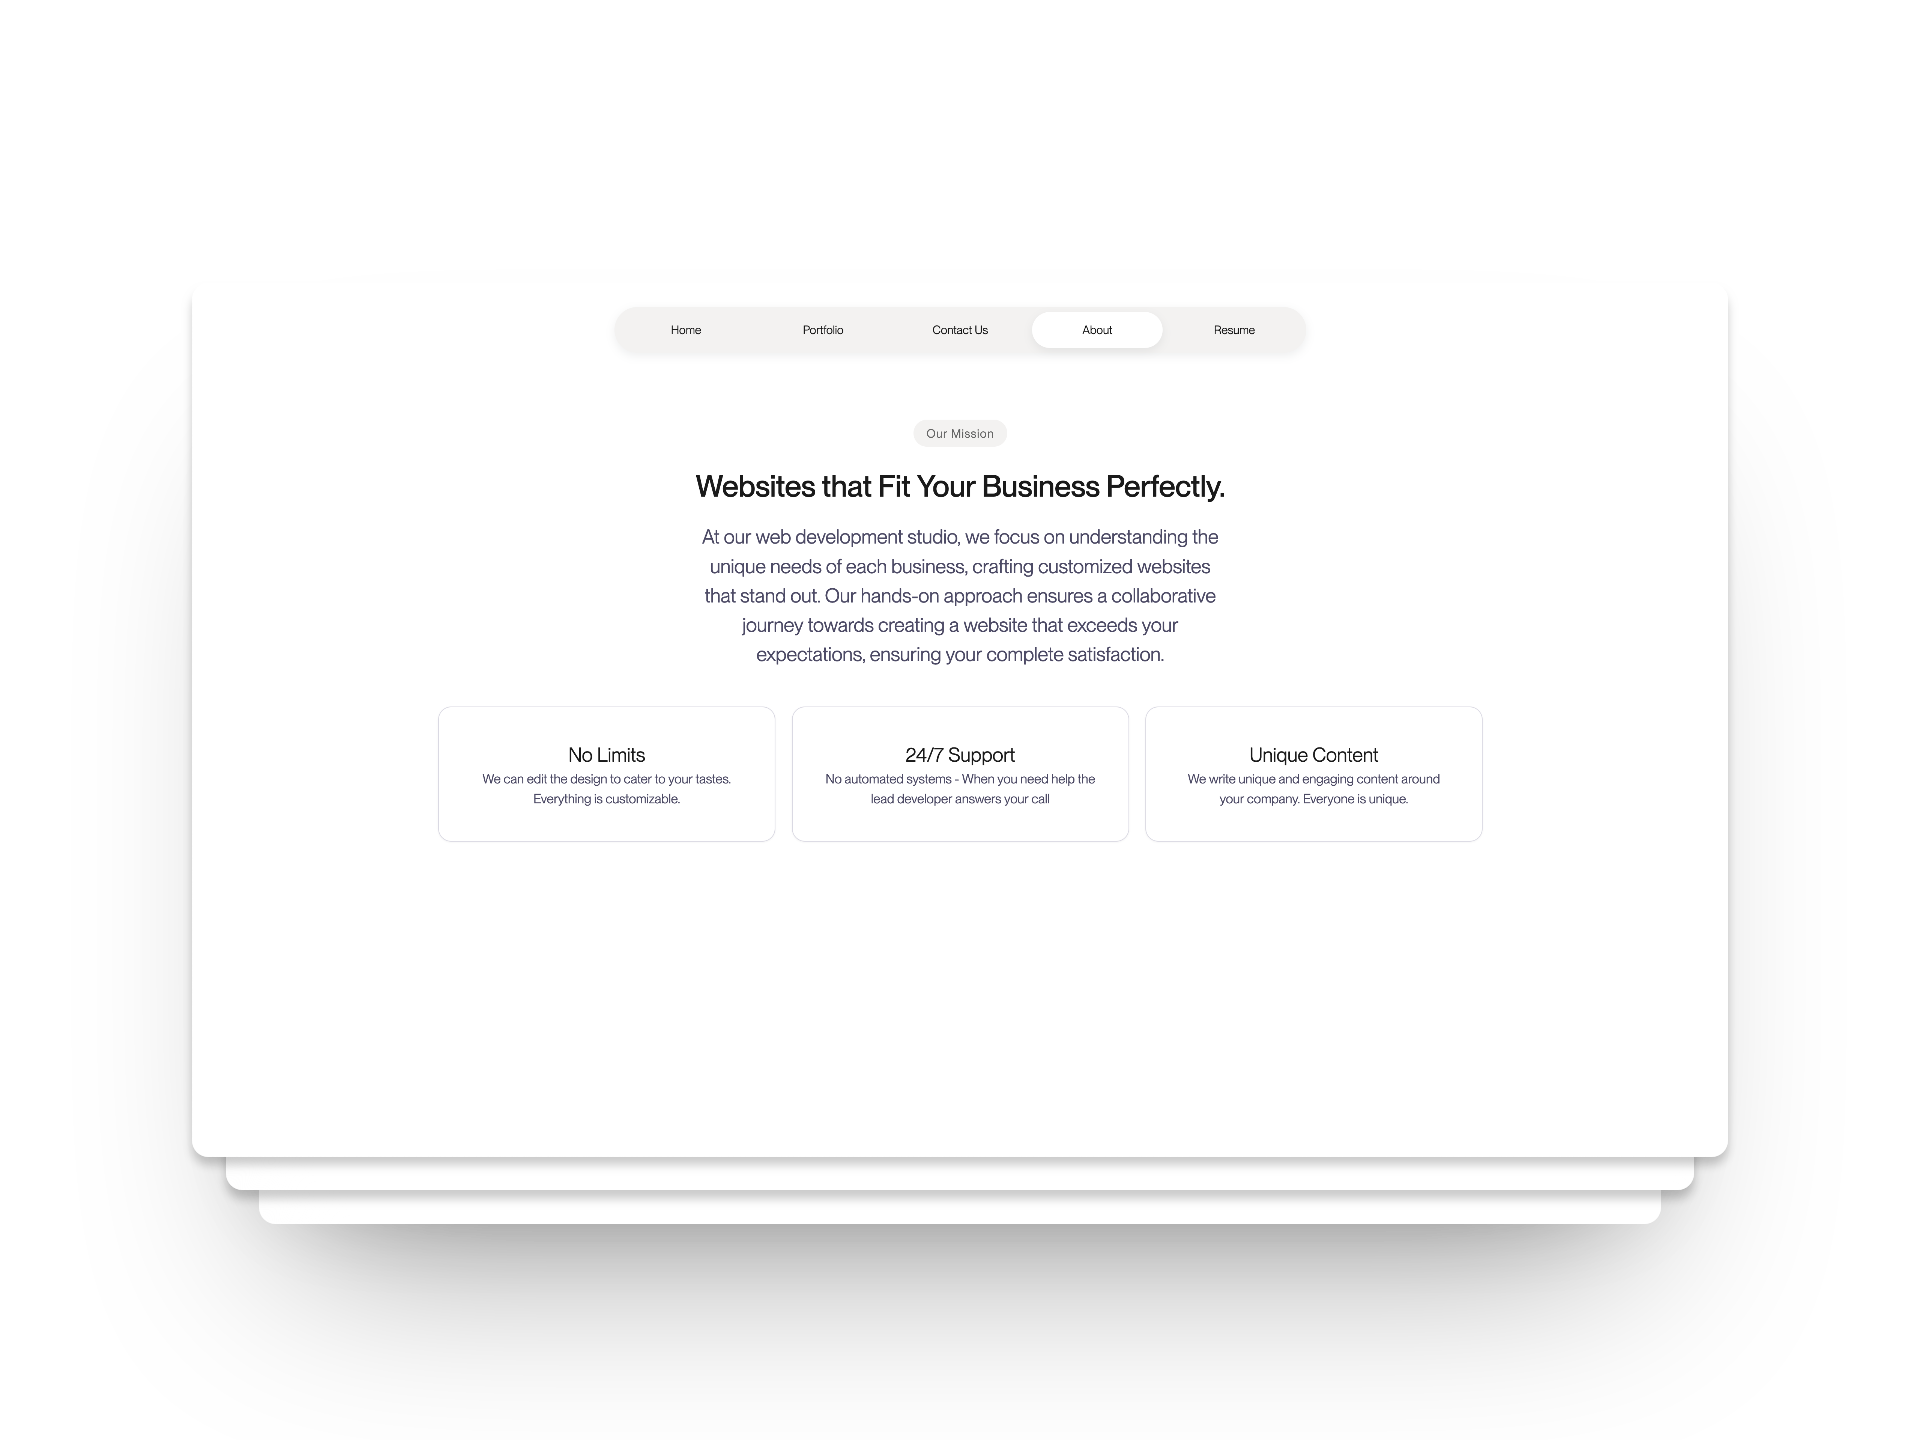 Home Portfolio Contact Us About Resume
Our Mission
Websites that Fit Your Business Perfectly.
At our web development studio, we focus on understanding the
unique needs of each business, crafting customized websites
that stand out. Our hands-on approach ensures a collaborative
journey towards creating a website that exceeds your
expectations, ensuring your complete satisfaction.
No Limits
We can edit the design to cater to your tastes.
Everything is customizable.
24/7 Support
No automated systems - When you need help the
lead developer answers your call
Unique Content
We write unique and engaging content around
your company. Everyone is unique.